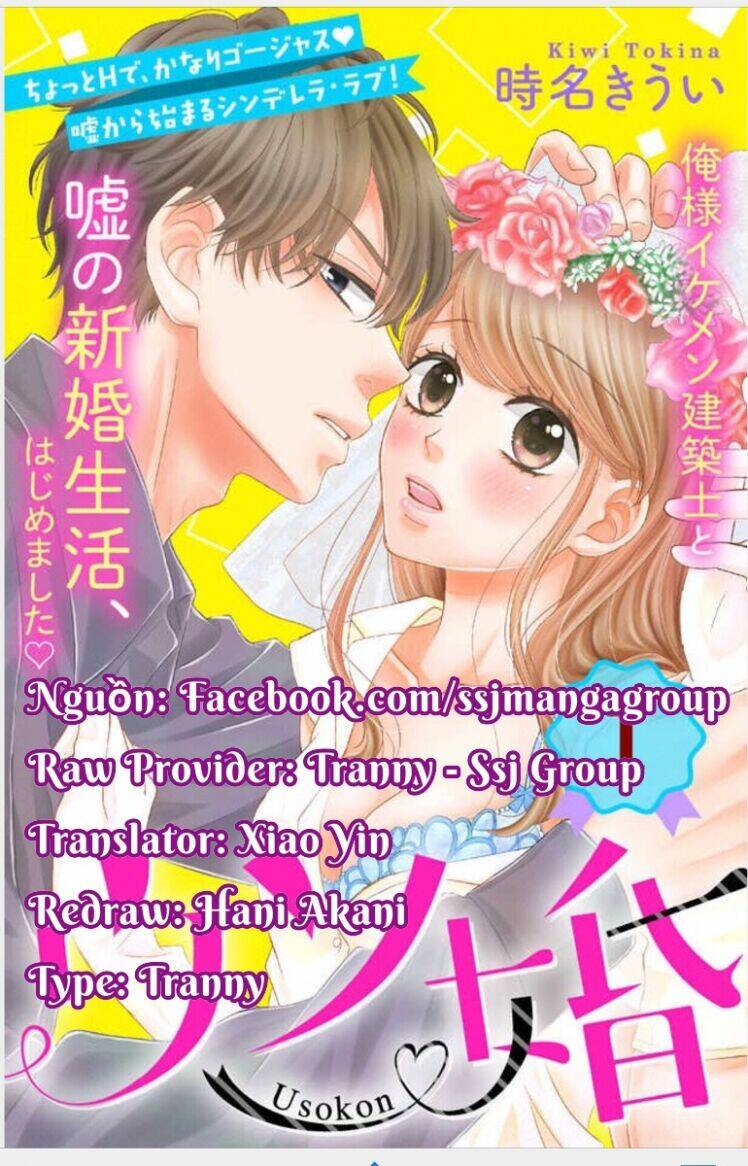 ちょっとHで、かなりゴージャス♥
嘘から始まるシンデレラ・ラブ!
Kiwi Tokina
時名きうい
俺様イケメン建築士と
嘘の新婚生活、
はじめました♡
Nguồn: Facebook.com/ssjmangagroup
1
Raw Provider: Tranny - Ssj Group
Translator: Xiao Yin
Redraw: Hani Akani
Type: Tranny
ウソ婚
Usokon